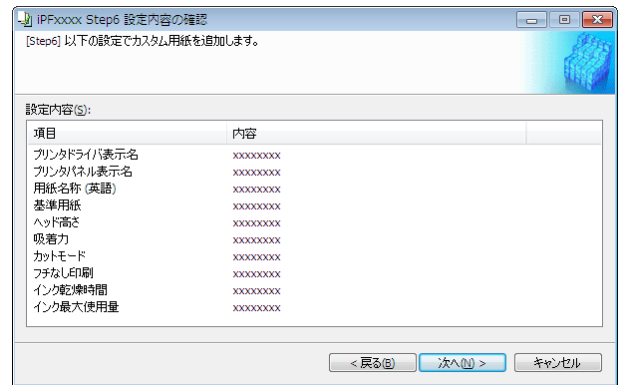 iPFxxxx Step6 設定内容の確認
[Step6] 以下の設定でカスタム用紙を追加します。
設定内容(S):
項目 内容
プリンタドライバ表示名 xxxxxxxx
プリンタパネル表示名 xxxxxxxx
用紙名称 (英語) xxxxxxxx
基準用紙 xxxxxxxx
ヘッド高さ xxxxxxxx
吸着力 xxxxxxxx
カットモード xxxxxxxx
フチなし印刷 xxxxxxxx
インク乾燥時間 xxxxxxxx
インク最大使用量 xxxxxxxx
< 戻る(B) 次へ(N) > キャンセル